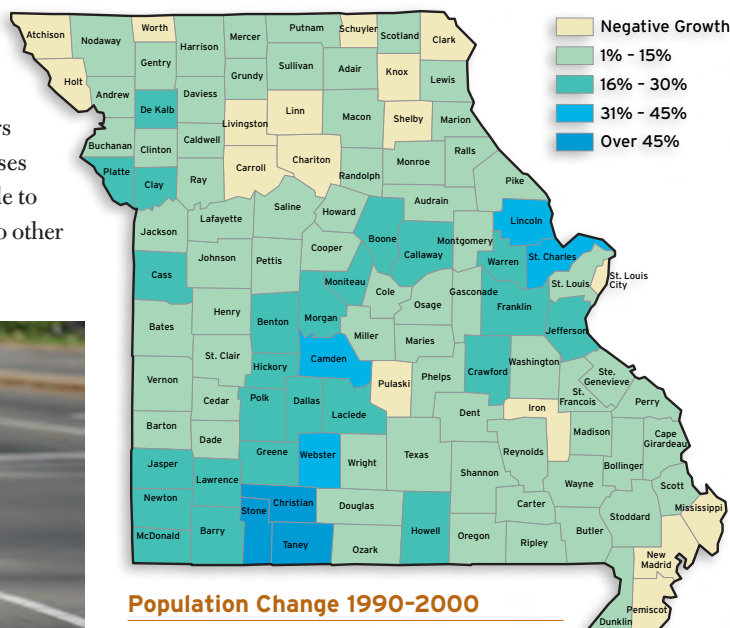 Atchison
Nodaway
Worth
Harrison
Mercer
Putnam
Schuyler
Scotland
Clark
Holt
Gentry
Sullivan
Adair
Knox
Lewis
Andrew
De Kalb
Daviess
Grundy
Livingston
Linn
Macon
Shelby
Marion
Buchanan
Clinton
Caldwell
Carroll
Chariton
Randolph
Monroe
Ralls
Platte
Clay
Ray
Pike
Jackson
Lafayette
Saline
Howard
Boone
Audrain
Callaway
Montgomery
Lincoln
Warren
St. Charles
St. Louis
St. Louis
City
Cass
Johnson
Pettis
Cooper
Moniteau
Cole
Osage
Gasconade
Franklin
Jefferson
Bates
Henry
Benton
Morgan
Miller
Maries
St. Clair
Camden
Hickory
Pulaski
Phelps
Crawford
Washington
Ste.
Genevieve
St.
Francois
Perry
Vernon
Cedar
Polk
Dallas
Laclede
Dent
Iron
Madison
Cape
Girardeau
Barton
Dade
Greene
Webster
Wright
Texas
Shannon
Reynolds
Wayne
Bollinger
Scott
Jasper
Lawrence
Christian
Douglas
Carter
Stoddard
Mississippi
Newton
Stone
McDonald
Barry
Taney
Ozark
Howell
Oregon
Ripley
Butler
New
Madrid
Pemiscot
Dunklin
Negative Growth
1% - 15%
16% - 30%
31% - 45%
Over 45%
Population Change 1990-2000
rs
ses
le to
o other